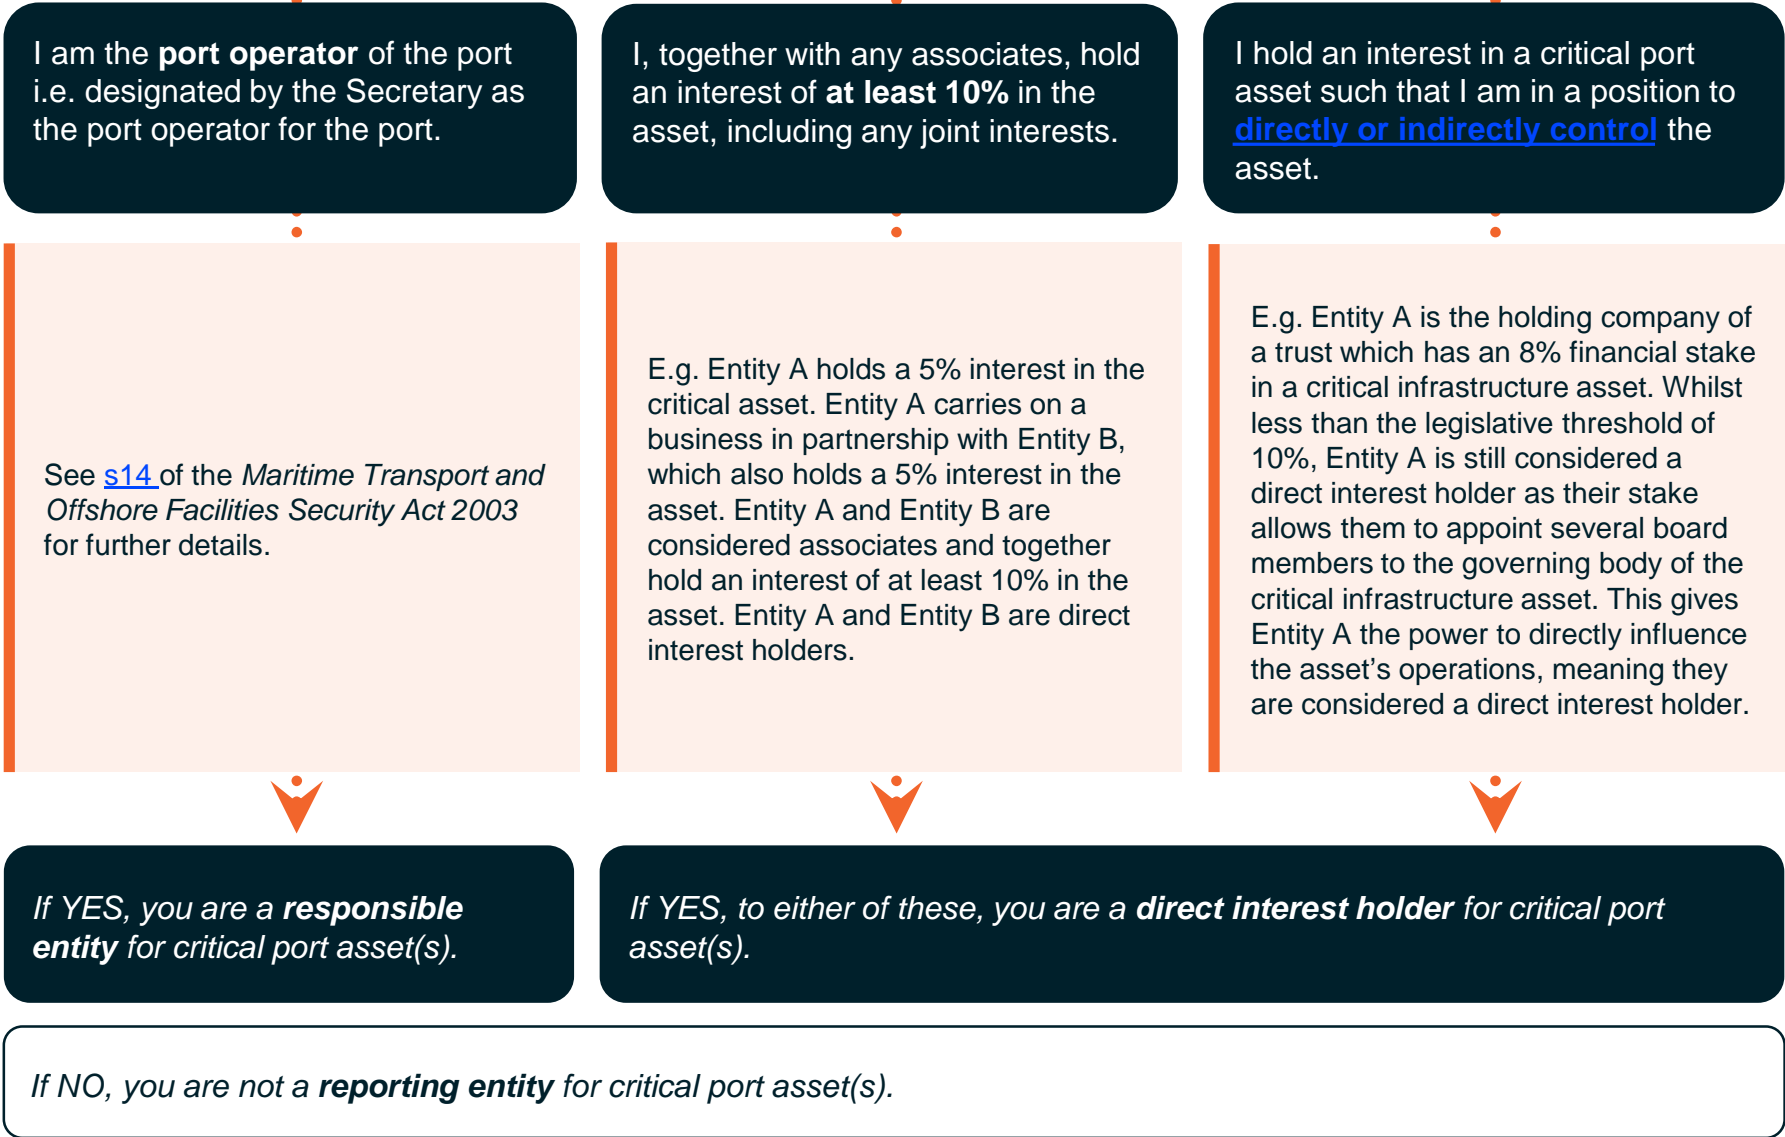 I am the port operator of the port
i.e. designated by the Secretary as
the port operator for the port.
I, together with any associates, hold
an interest of at least 10% in the
asset, including any joint interests.
I hold an interest in a critical port
asset such that I am in a position to
directly or indirectly control the
asset.
See s14 of the Maritime Transport and
Offshore Facilities Security Act 2003
for further details.
E.g. Entity A holds a 5% interest in the
critical asset. Entity A carries on a
business in partnership with Entity B,
which also holds a 5% interest in the
asset. Entity A and Entity B are
considered associates and together
hold an interest of at least 10% in the
asset. Entity A and Entity B are direct
interest holders.
E.g. Entity A is the holding company of
a trust which has an 8% financial stake
in a critical infrastructure asset. Whilst
less than the legislative threshold of
10%, Entity A is still considered a
direct interest holder as their stake
allows them to appoint several board
members to the governing body of the
critical infrastructure asset. This gives
Entity A the power to directly influence
the asset’s operations, meaning they
are considered a direct interest holder.
If YES, you are a responsible
entity for critical port asset(s).
If YES, to either of these, you are a direct interest holder for critical port
asset(s).
If NO, you are not a reporting entity for critical port asset(s).